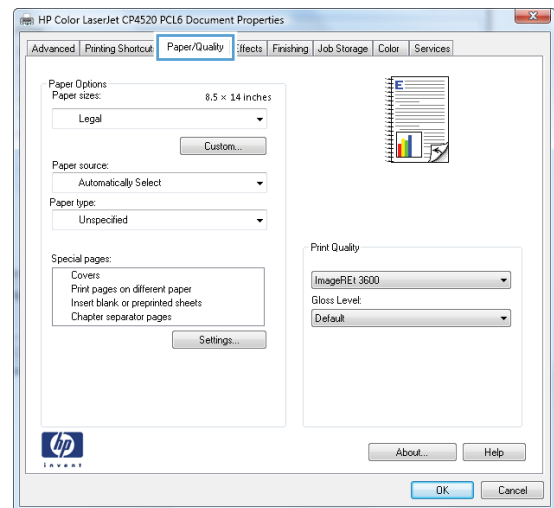 HP Color LaserJet CP4520 PCL6 Document Properties
Advanced Printing Shortcut Paper/Quality Effects Finishing Job Storage Color Services
Paper Options
Paper sizes: 8.5 × 14 inches
Legal
Custom...
Paper source:
Automatically Select
Paper type:
Unspecified
Special pages:
Covers
Print pages on different paper
Insert blank or preprinted sheets
Chapter separator pages
Settings...
E
Print Quality
ImageREt 3600
Gloss Level:
Default
hp
invent
About... Help
OK Cancel